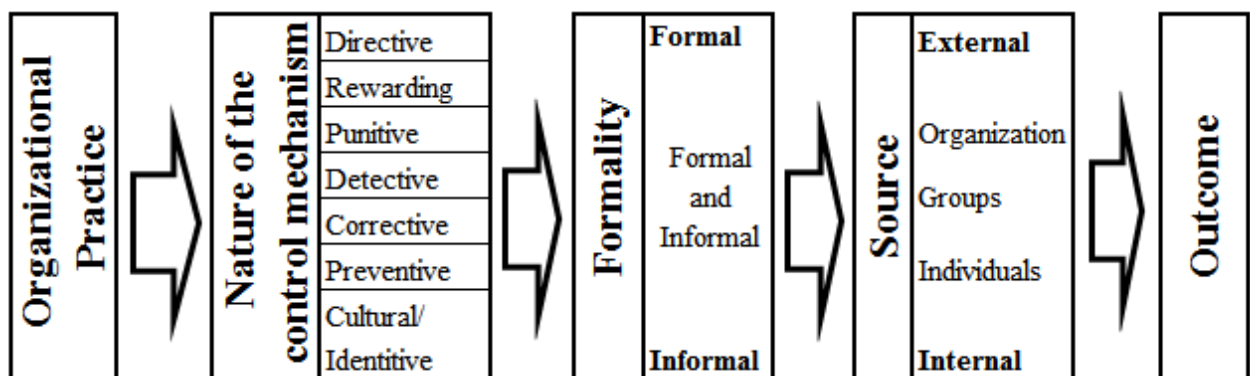 Organizational
Practice
Nature of the
control mechanism
Directive
Rewarding
Punitive
Detective
Corrective
Preventive
Cultural/
Identitive
Formality
Formal
Formal
and
Informal
Informal
Source
External
Organization
Groups
Individuals
Internal
Outcome